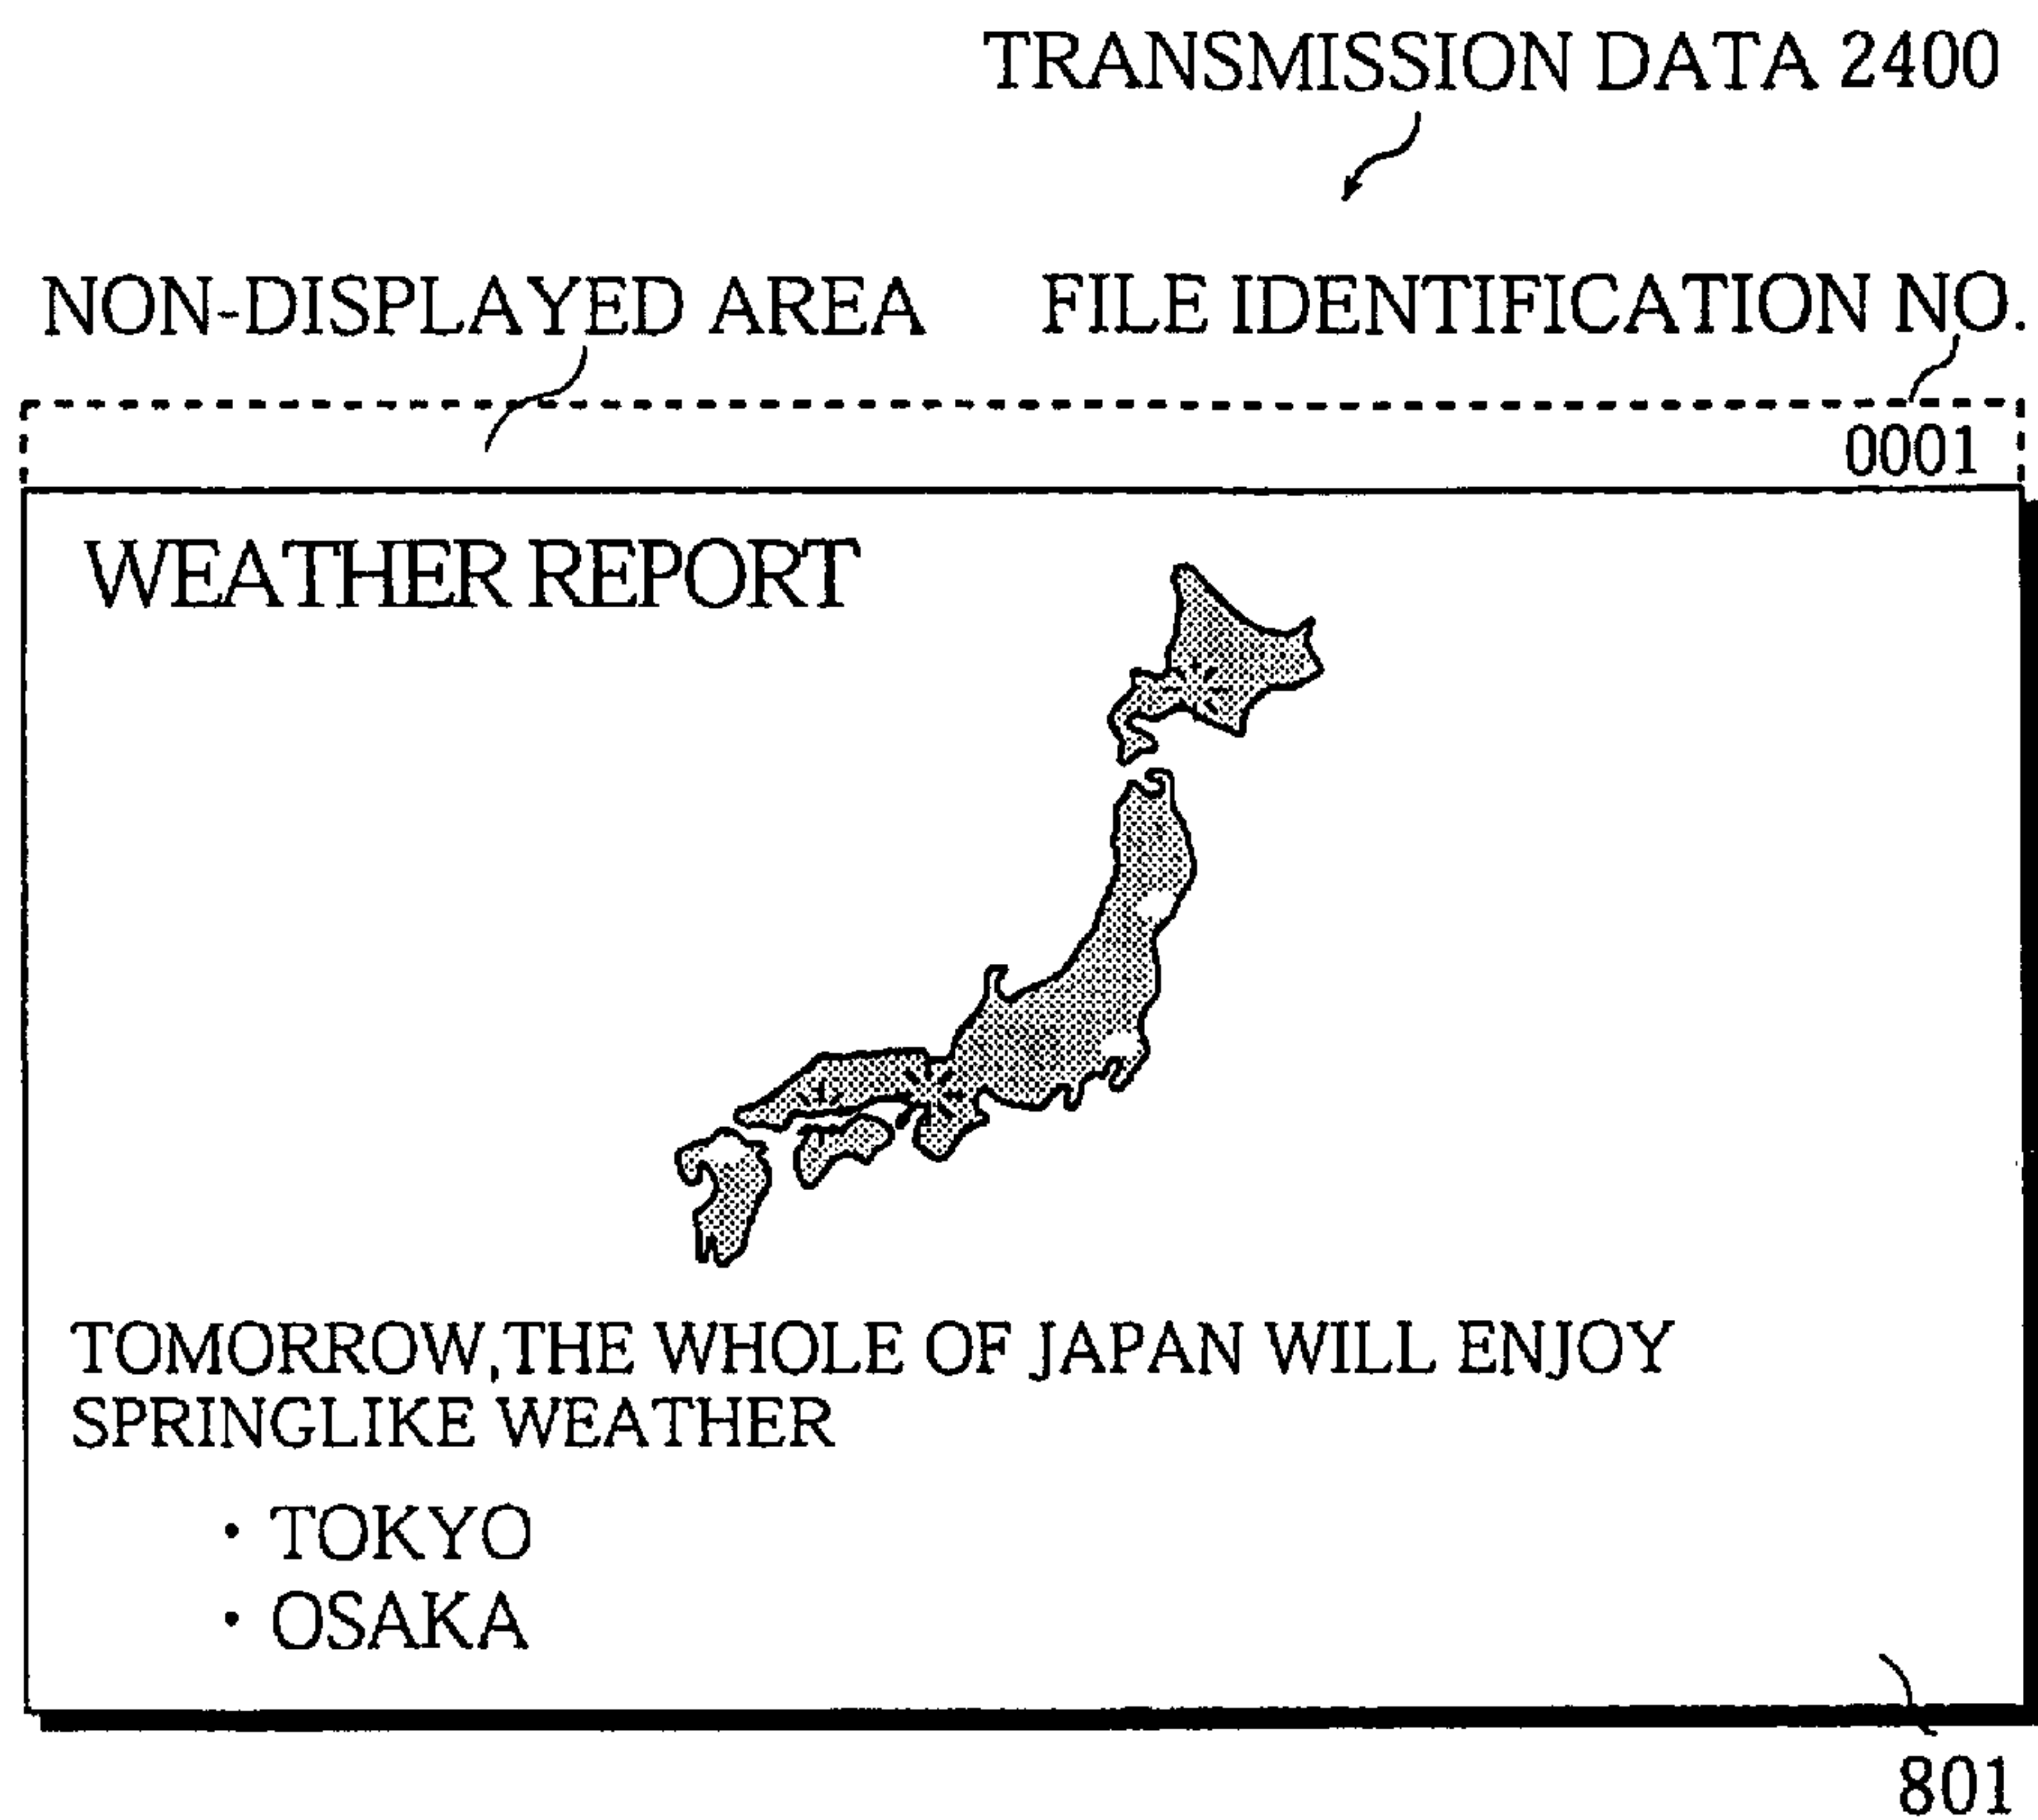 TRANSMISSION DATA 2400
NON-DISPLAYED AREA
FILE IDENTIFICATION NO.
0001
WEATHER REPORT
TOMORROW,THE WHOLE OF JAPAN WILL ENJOY
SPRINGLIKE WEATHER
・TOKYO
・OSAKA
801